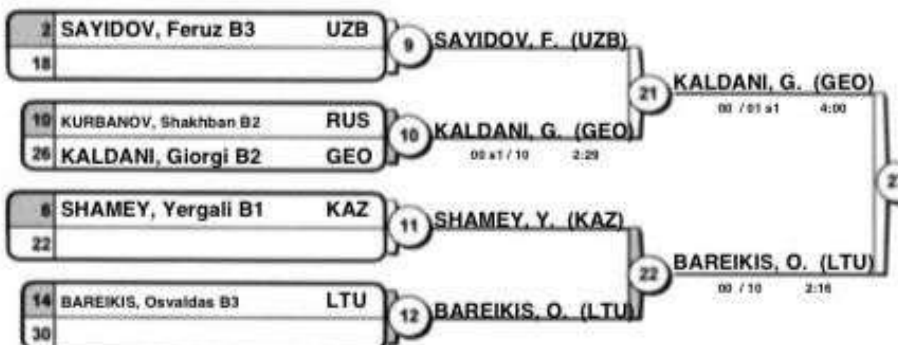 2 SAYIDOV, Feruz B3 UZB
18
9 SAYIDOV, F. (UZB)
10 KURBANOV, Shakhban B2 RUS
26 KALDANI, Giorgi B2 GEO
10 KALDANI, G. (GEO)
00 s1 / 10 2:29
21 KALDANI, G. (GEO)
00 / 01 s1 4:00
6 SHAMEY, Yergali B1 KAZ
22
11 SHAMEY, Y. (KAZ)
14 BAREIKIS, Osvaldas B3 LTU
30
12 BAREIKIS, O. (LTU)
22 BAREIKIS, O. (LTU)
00 / 10 2:16